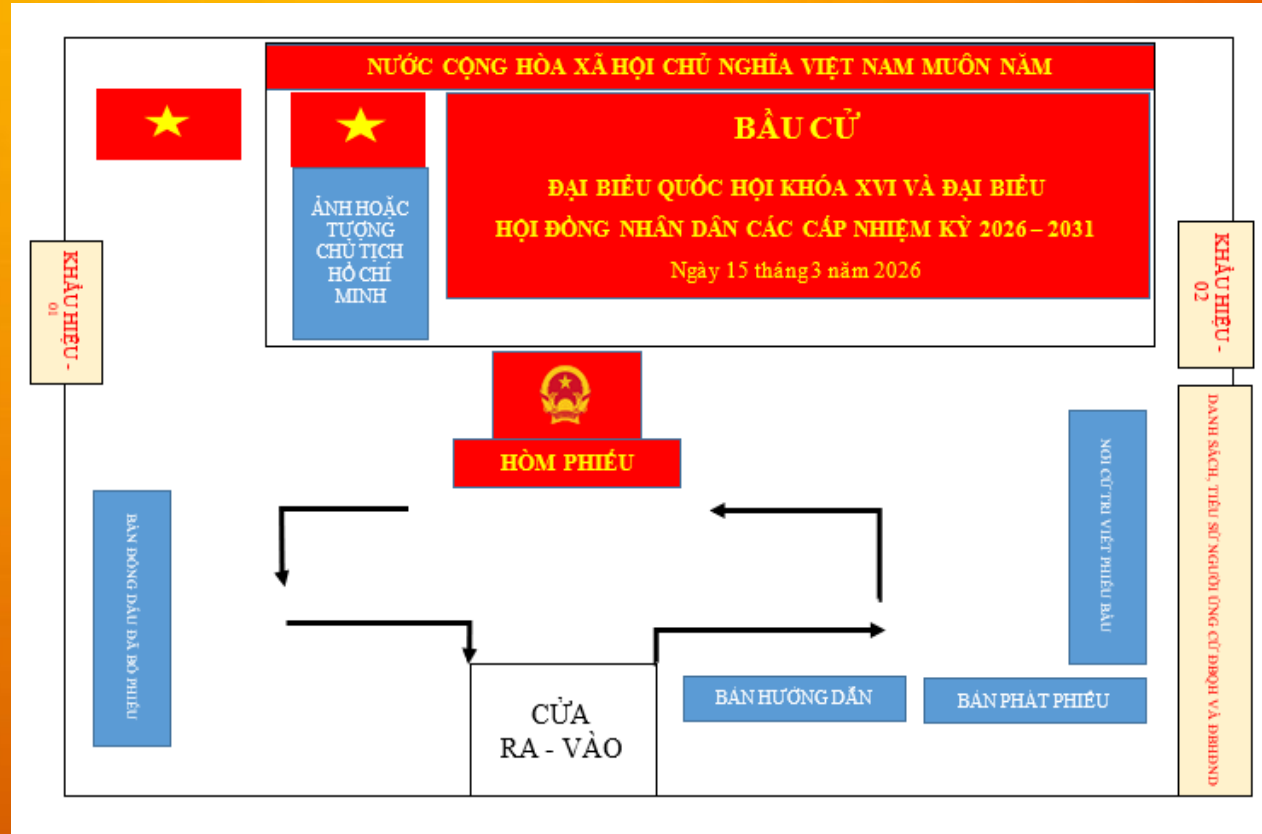 NƯỚC CỘNG HÒA XÃ HỘI CHỦ NGHĨA VIỆT NAM MUÔN NĂM
BẦU CỬ
ĐẠI BIỂU QUỐC HỘI KHÓA XVI VÀ ĐẠI BIỂU
HỘI ĐỒNG NHÂN DÂN CÁC CẤP NHIỆM KỲ 2026 – 2031
Ngày 15 tháng 3 năm 2026
ẢNH HOẶC
TƯỢNG
CHỦ TỊCH
HỒ CHÍ
MINH
KHẨU HIỆU -
01
KHẨU HIỆU -
02
HÒM PHIẾU
BÀN ĐÓNG DẤU ĐÃ BỎ PHIẾU
NƠI CỬ TRI VIẾT PHIẾU BẦU
DANH SÁCH, TIỂU SỬ NGƯỜI ỨNG CỬ ĐBQH VÀ ĐBHĐND
CỬA
RA - VÀO
BÀN HƯỚNG DẪN
BÀN PHÁT PHIẾU